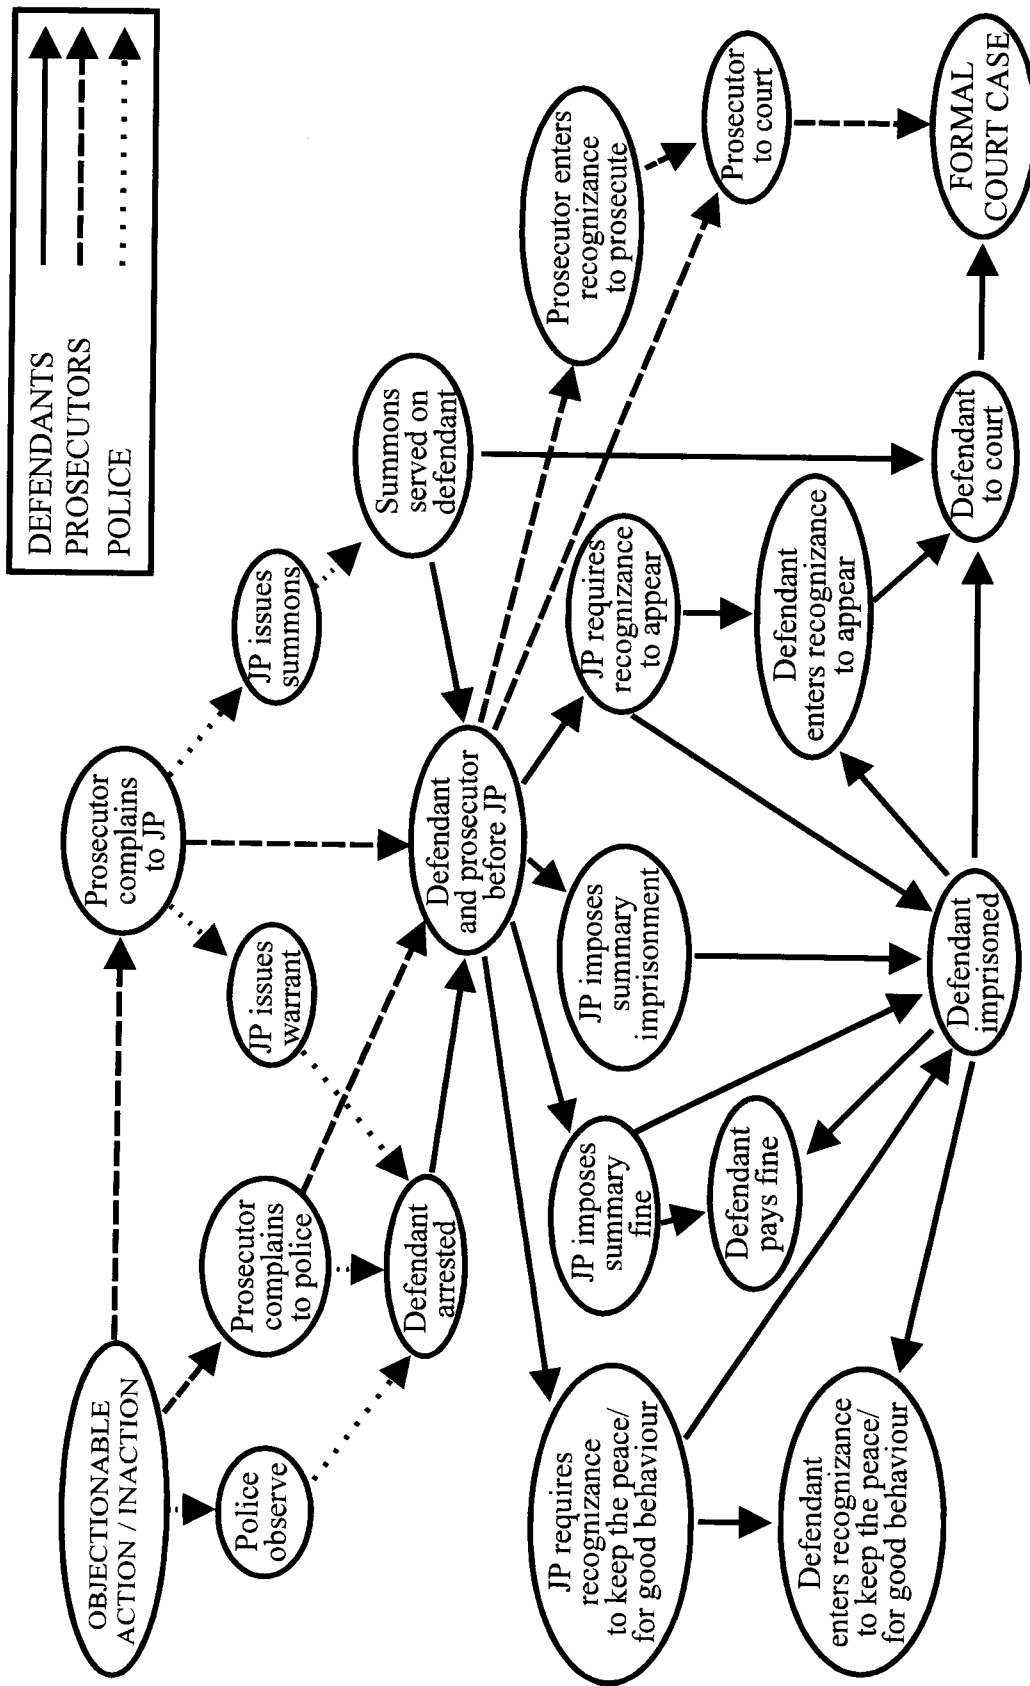 DEFENDANTS
PROSECUTORS
POLICE
OBJECTIONABLE
ACTION / INACTION
Prosecutor
complains
to JP
Police
observe
Prosecutor
complains
to police
JP issues
warrant
JP issues
summons
Defendant
arrested
Summons
served on
defendant
Defendant
and prosecutor
before JP
Prosecutor enters
recognizance
to prosecute
JP requires
recognizance
to keep the peace/
for good behaviour
JP imposes
summary
fine
JP imposes
summary
imprisonment
JP requires
recognizance
to appear
Prosecutor
to court
Defendant
pays fine
Defendant
enters recognizance
to appear
Defendant
enters recognizance
to keep the peace/
for good behaviour
Defendant
imprisoned
Defendant
to court
FORMAL
COURT CASE